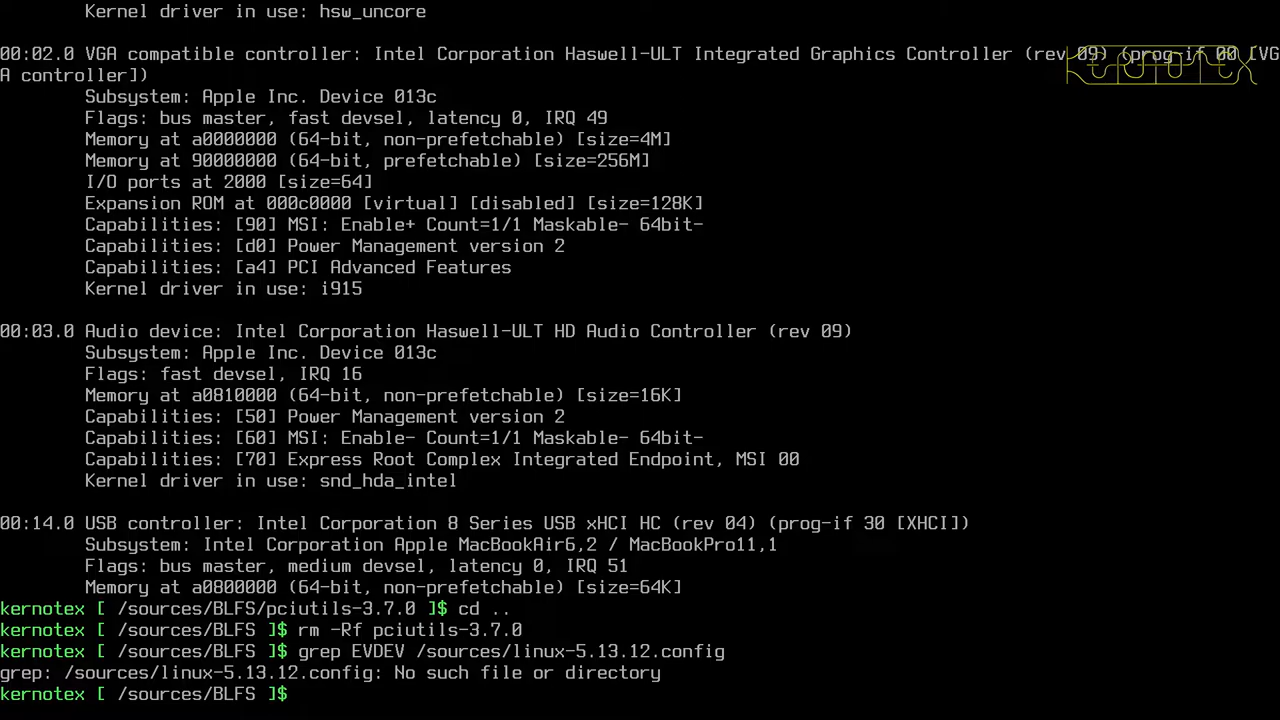 Kernel driver in use: hsw_uncore

00:02.0 VGA compatible controller: Intel Corporation Haswell-ULT Integrated Graphics Controller (rev 09) (prog-if 00 [VG
A controller])
        Subsystem: Apple Inc. Device 013c
        Flags: bus master, fast devsel, latency 0, IRQ 49
        Memory at a0000000 (64-bit, non-prefetchable) [size=4M]
        Memory at 90000000 (64-bit, prefetchable) [size=256M]
        I/O ports at 2000 [size=64]
        Expansion ROM at 000c0000 [virtual] [disabled] [size=128K]
        Capabilities: [90] MSI: Enable+ Count=1/1 Maskable- 64bit-
        Capabilities: [d0] Power Management version 2
        Capabilities: [a4] PCI Advanced Features
        Kernel driver in use: i915

00:03.0 Audio device: Intel Corporation Haswell-ULT HD Audio Controller (rev 09)
        Subsystem: Apple Inc. Device 013c
        Flags: fast devsel, IRQ 16
        Memory at a0810000 (64-bit, non-prefetchable) [size=16K]
        Capabilities: [50] Power Management version 2
        Capabilities: [60] MSI: Enable- Count=1/1 Maskable- 64bit-
        Capabilities: [70] Express Root Complex Integrated Endpoint, MSI 00
        Kernel driver in use: snd_hda_intel

00:14.0 USB controller: Intel Corporation 8 Series USB xHCI HC (rev 04) (prog-if 30 [XHCI])
        Subsystem: Intel Corporation Apple MacBookAir6,2 / MacBookPro11,1
        Flags: bus master, medium devsel, latency 0, IRQ 51
        Memory at a0800000 (64-bit, non-prefetchable) [size=64K]
kernotex [ /sources/BLFS/pciutils-3.7.0 ]$ cd ..
kernotex [ /sources/BLFS ]$ rm -Rf pciutils-3.7.0
kernotex [ /sources/BLFS ]$ grep EVDEV /sources/linux-5.13.12.config
grep: /sources/linux-5.13.12.config: No such file or directory
kernotex [ /sources/BLFS ]$
kernotex